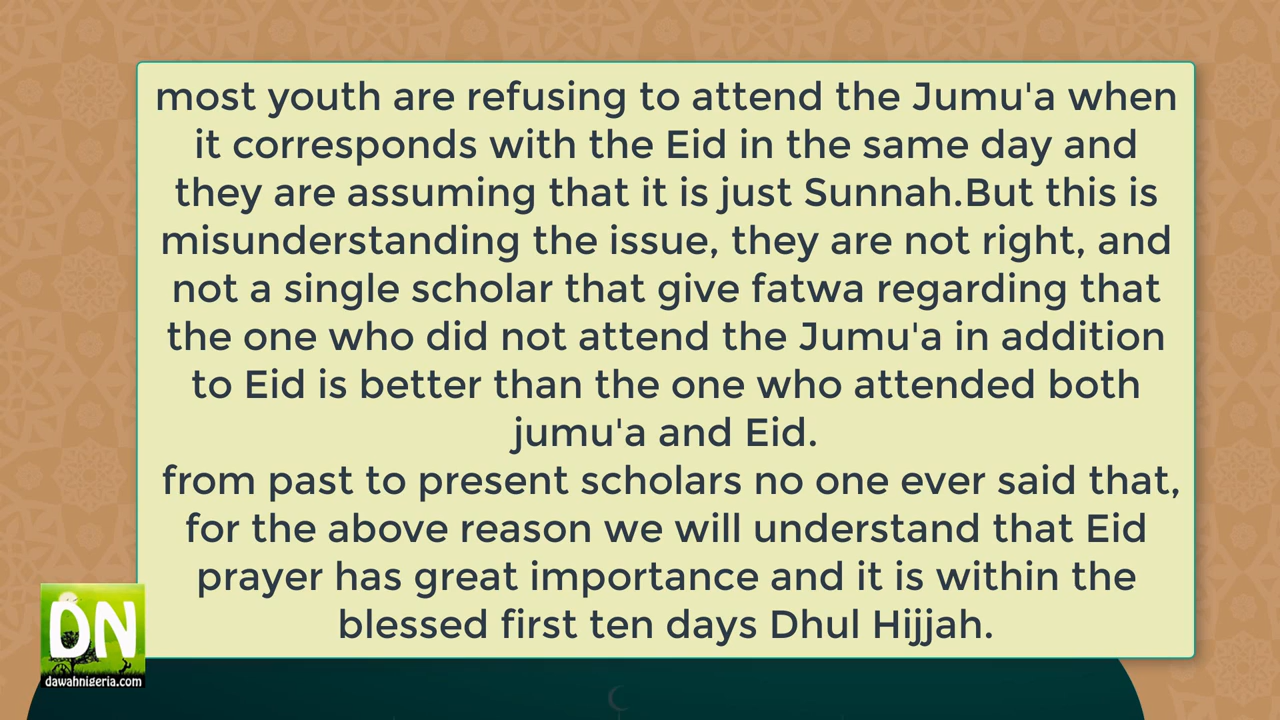 most youth are refusing to attend the Jumu'a when
it corresponds with the Eid in the same day and
they are assuming that it is just Sunnah.But this is
misunderstanding the issue, they are not right, and
not a single scholar that give fatwa regarding that
the one who did not attend the Jumu'a in addition
to Eid is better than the one who attended both
jumu'a and Eid.
from past to present scholars no one ever said that,
for the above reason we will understand that Eid
prayer has great importance and it is within the
blessed first ten days Dhul Hijjah.
DN
dawahnigeria.com